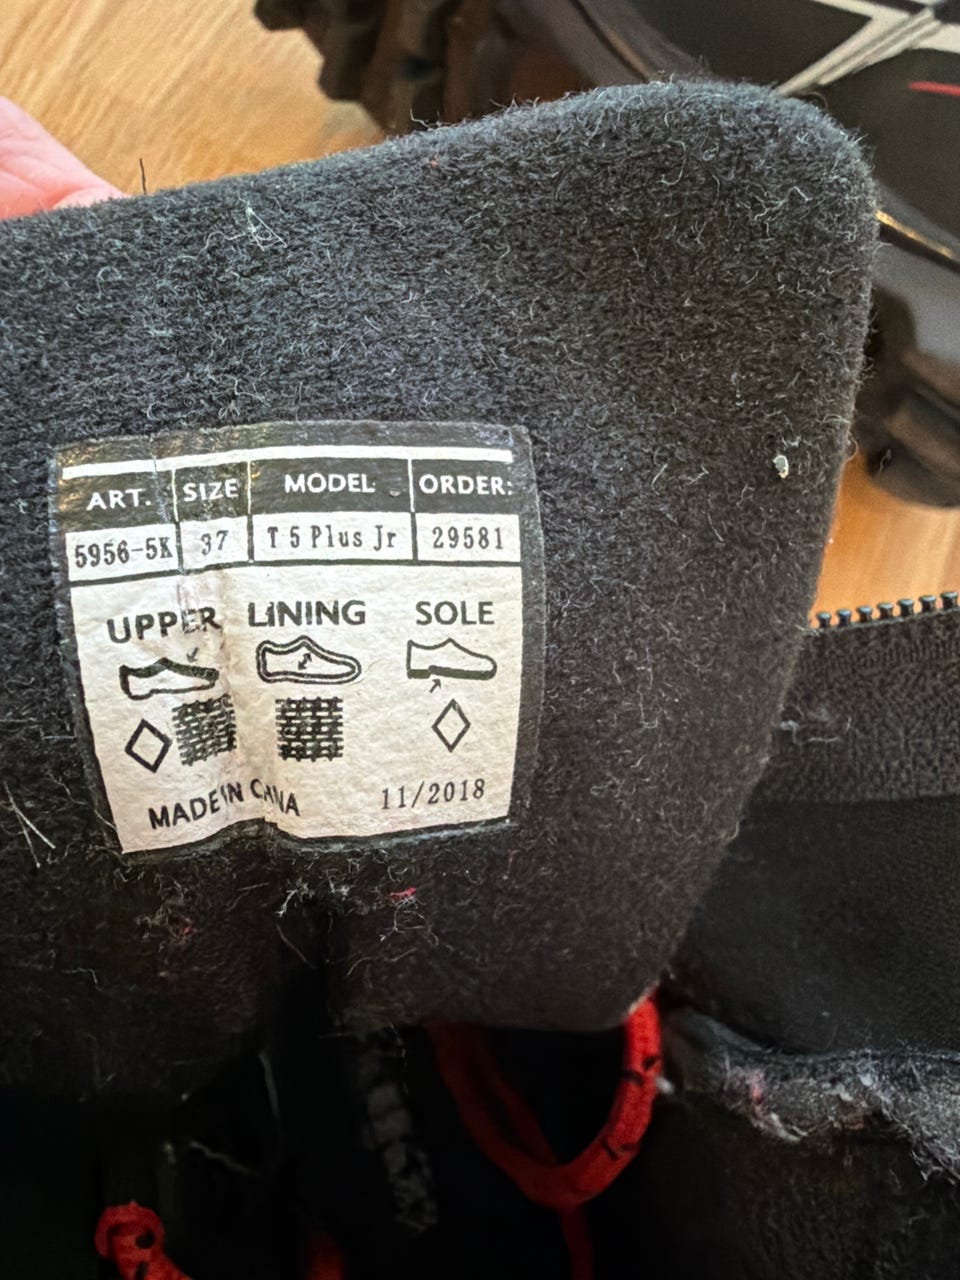 ART. SIZE MODEL ORDER:
5956-5K 37 T 5 Plus Jr 29581
UPPER LINING SOLE
MADE IN CHINA 11/2018